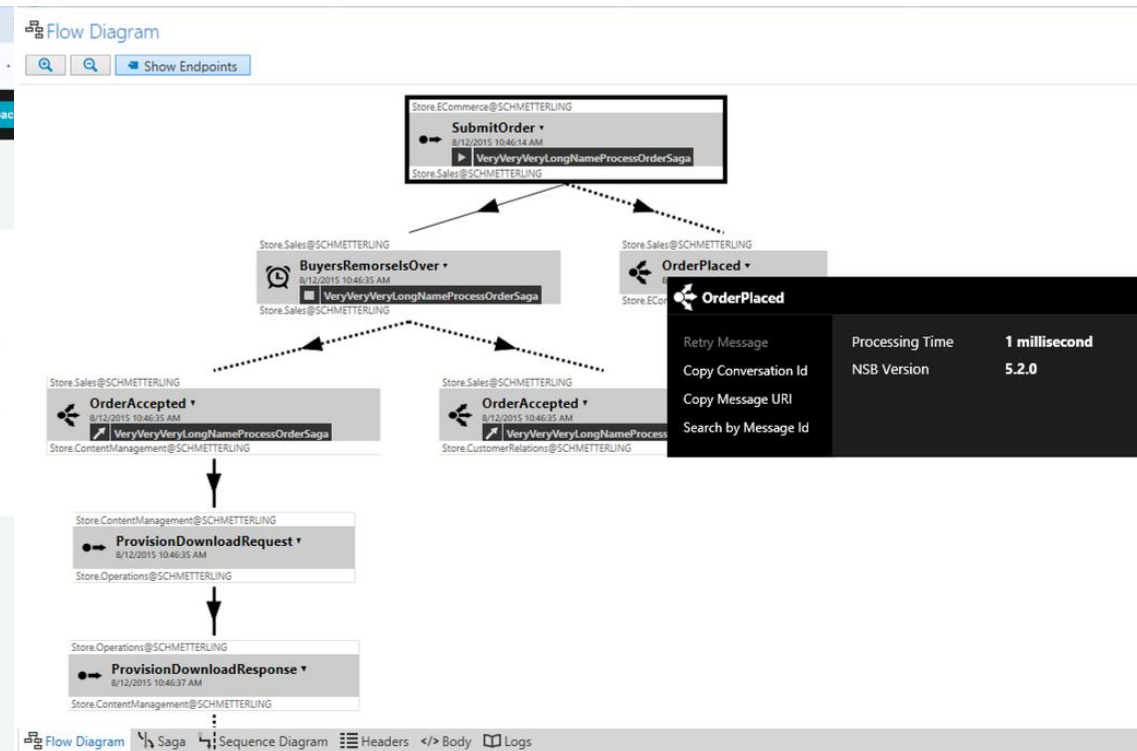 Flow Diagram
Show Endpoints
Store.ECommerce@SCHMETTERLING
SubmitOrder
8/12/2015 10:46:14 AM
VeryVeryVeryLongNameProcessOrderSaga
Store.Sales@SCHMETTERLING
Store.Sales@SCHMETTERLING
BuyersRemorseIsOver
8/12/2015 10:46:35 AM
VeryVeryVeryLongNameProcessOrderSaga
Store.Sales@SCHMETTERLING
Store.Sales@SCHMETTERLING
OrderPlaced
OrderPlaced
Retry Message
Copy Conversation Id
Copy Message URI
Search by Message Id
Processing Time 1 millisecond
NSB Version 5.2.0
Store.Sales@SCHMETTERLING
OrderAccepted
8/12/2015 10:46:35 AM
VeryVeryVeryLongNameProcessOrderSaga
Store.ContentManagement@SCHMETTERLING
Store.Sales@SCHMETTERLING
OrderAccepted
8/12/2015 10:46:35 AM
VeryVeryVeryLongNameProcess
Store.CustomerRelations@SCHMETTERLING
Store.ContentManagement@SCHMETTERLING
ProvisionDownloadRequest
8/12/2015 10:46:35 AM
Store.Operations@SCHMETTERLING
Store.Operations@SCHMETTERLING
ProvisionDownloadResponse
8/12/2015 10:46:37 AM
Store.ContentManagement@SCHMETTERLING
Flow Diagram Saga Sequence Diagram Headers </> Body Logs